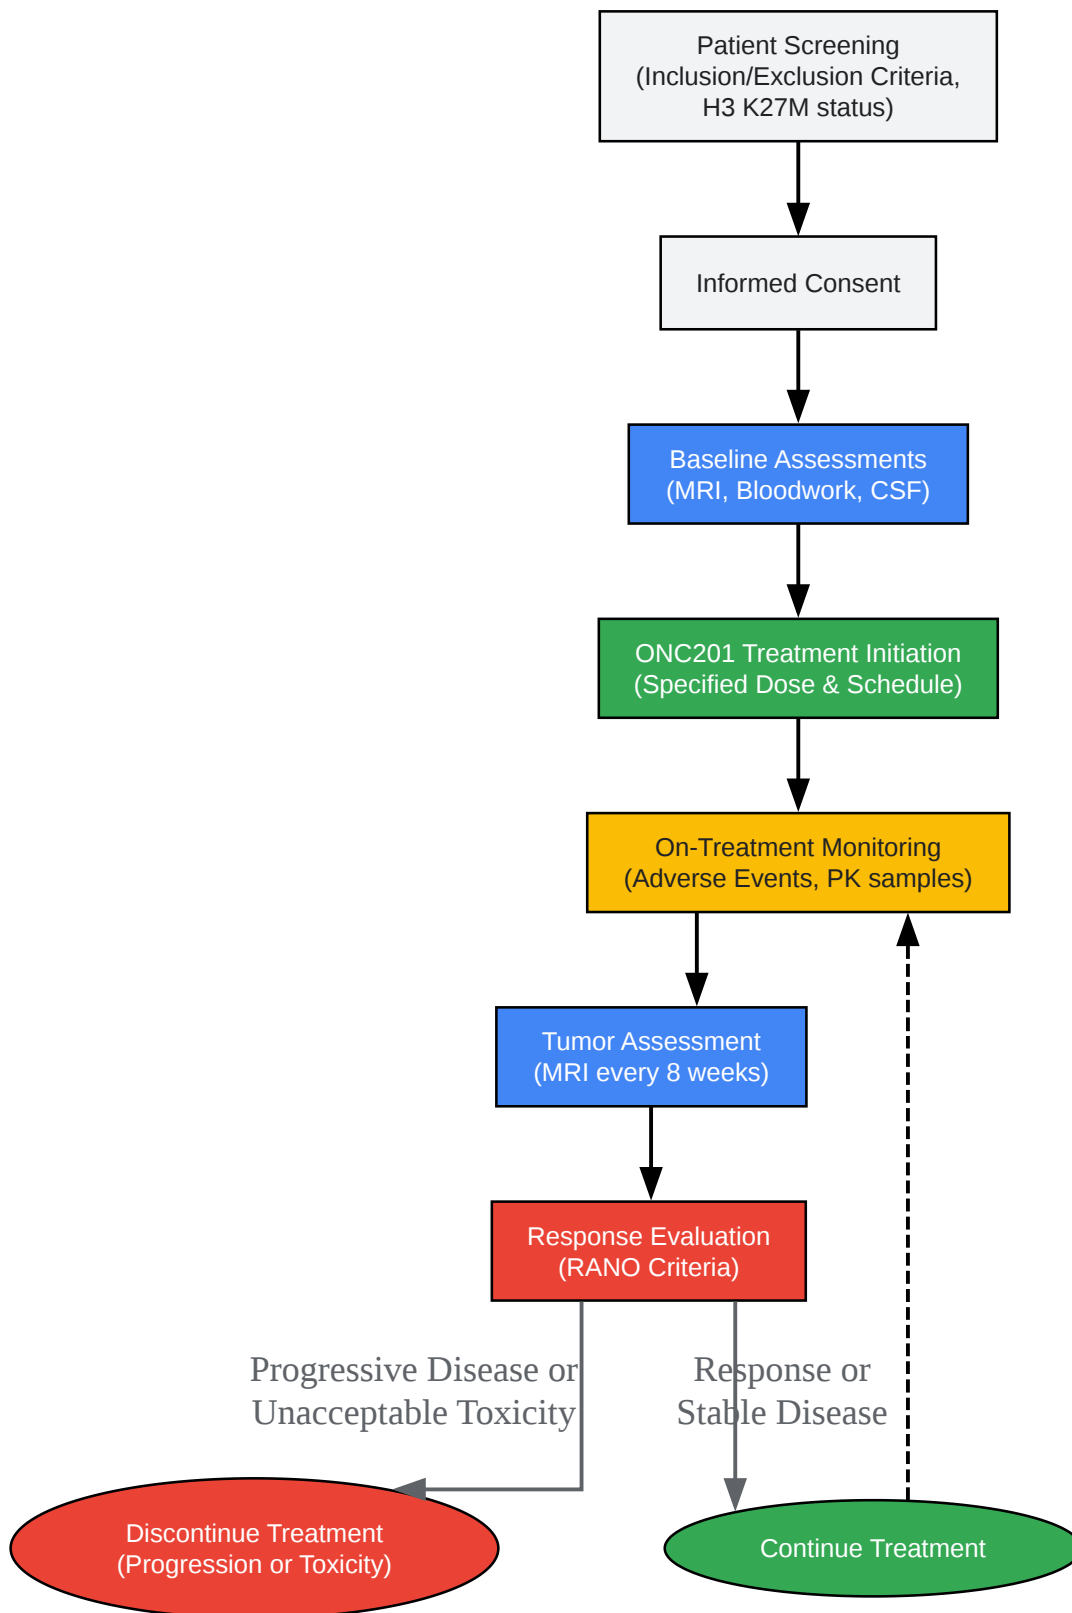 Patient Screening
(Inclusion/Exclusion Criteria,
H3 K27M status)
Informed Consent
Baseline Assessments
(MRI, Bloodwork, CSF)
ONC201 Treatment Initiation
(Specified Dose & Schedule)
On-Treatment Monitoring
(Adverse Events, PK samples)
Tumor Assessment
(MRI every 8 weeks)
Response Evaluation
(RANO Criteria)
Progressive Disease or
Unacceptable Toxicity
Response or
Stable Disease
Discontinue Treatment
(Progression or Toxicity)
Continue Treatment